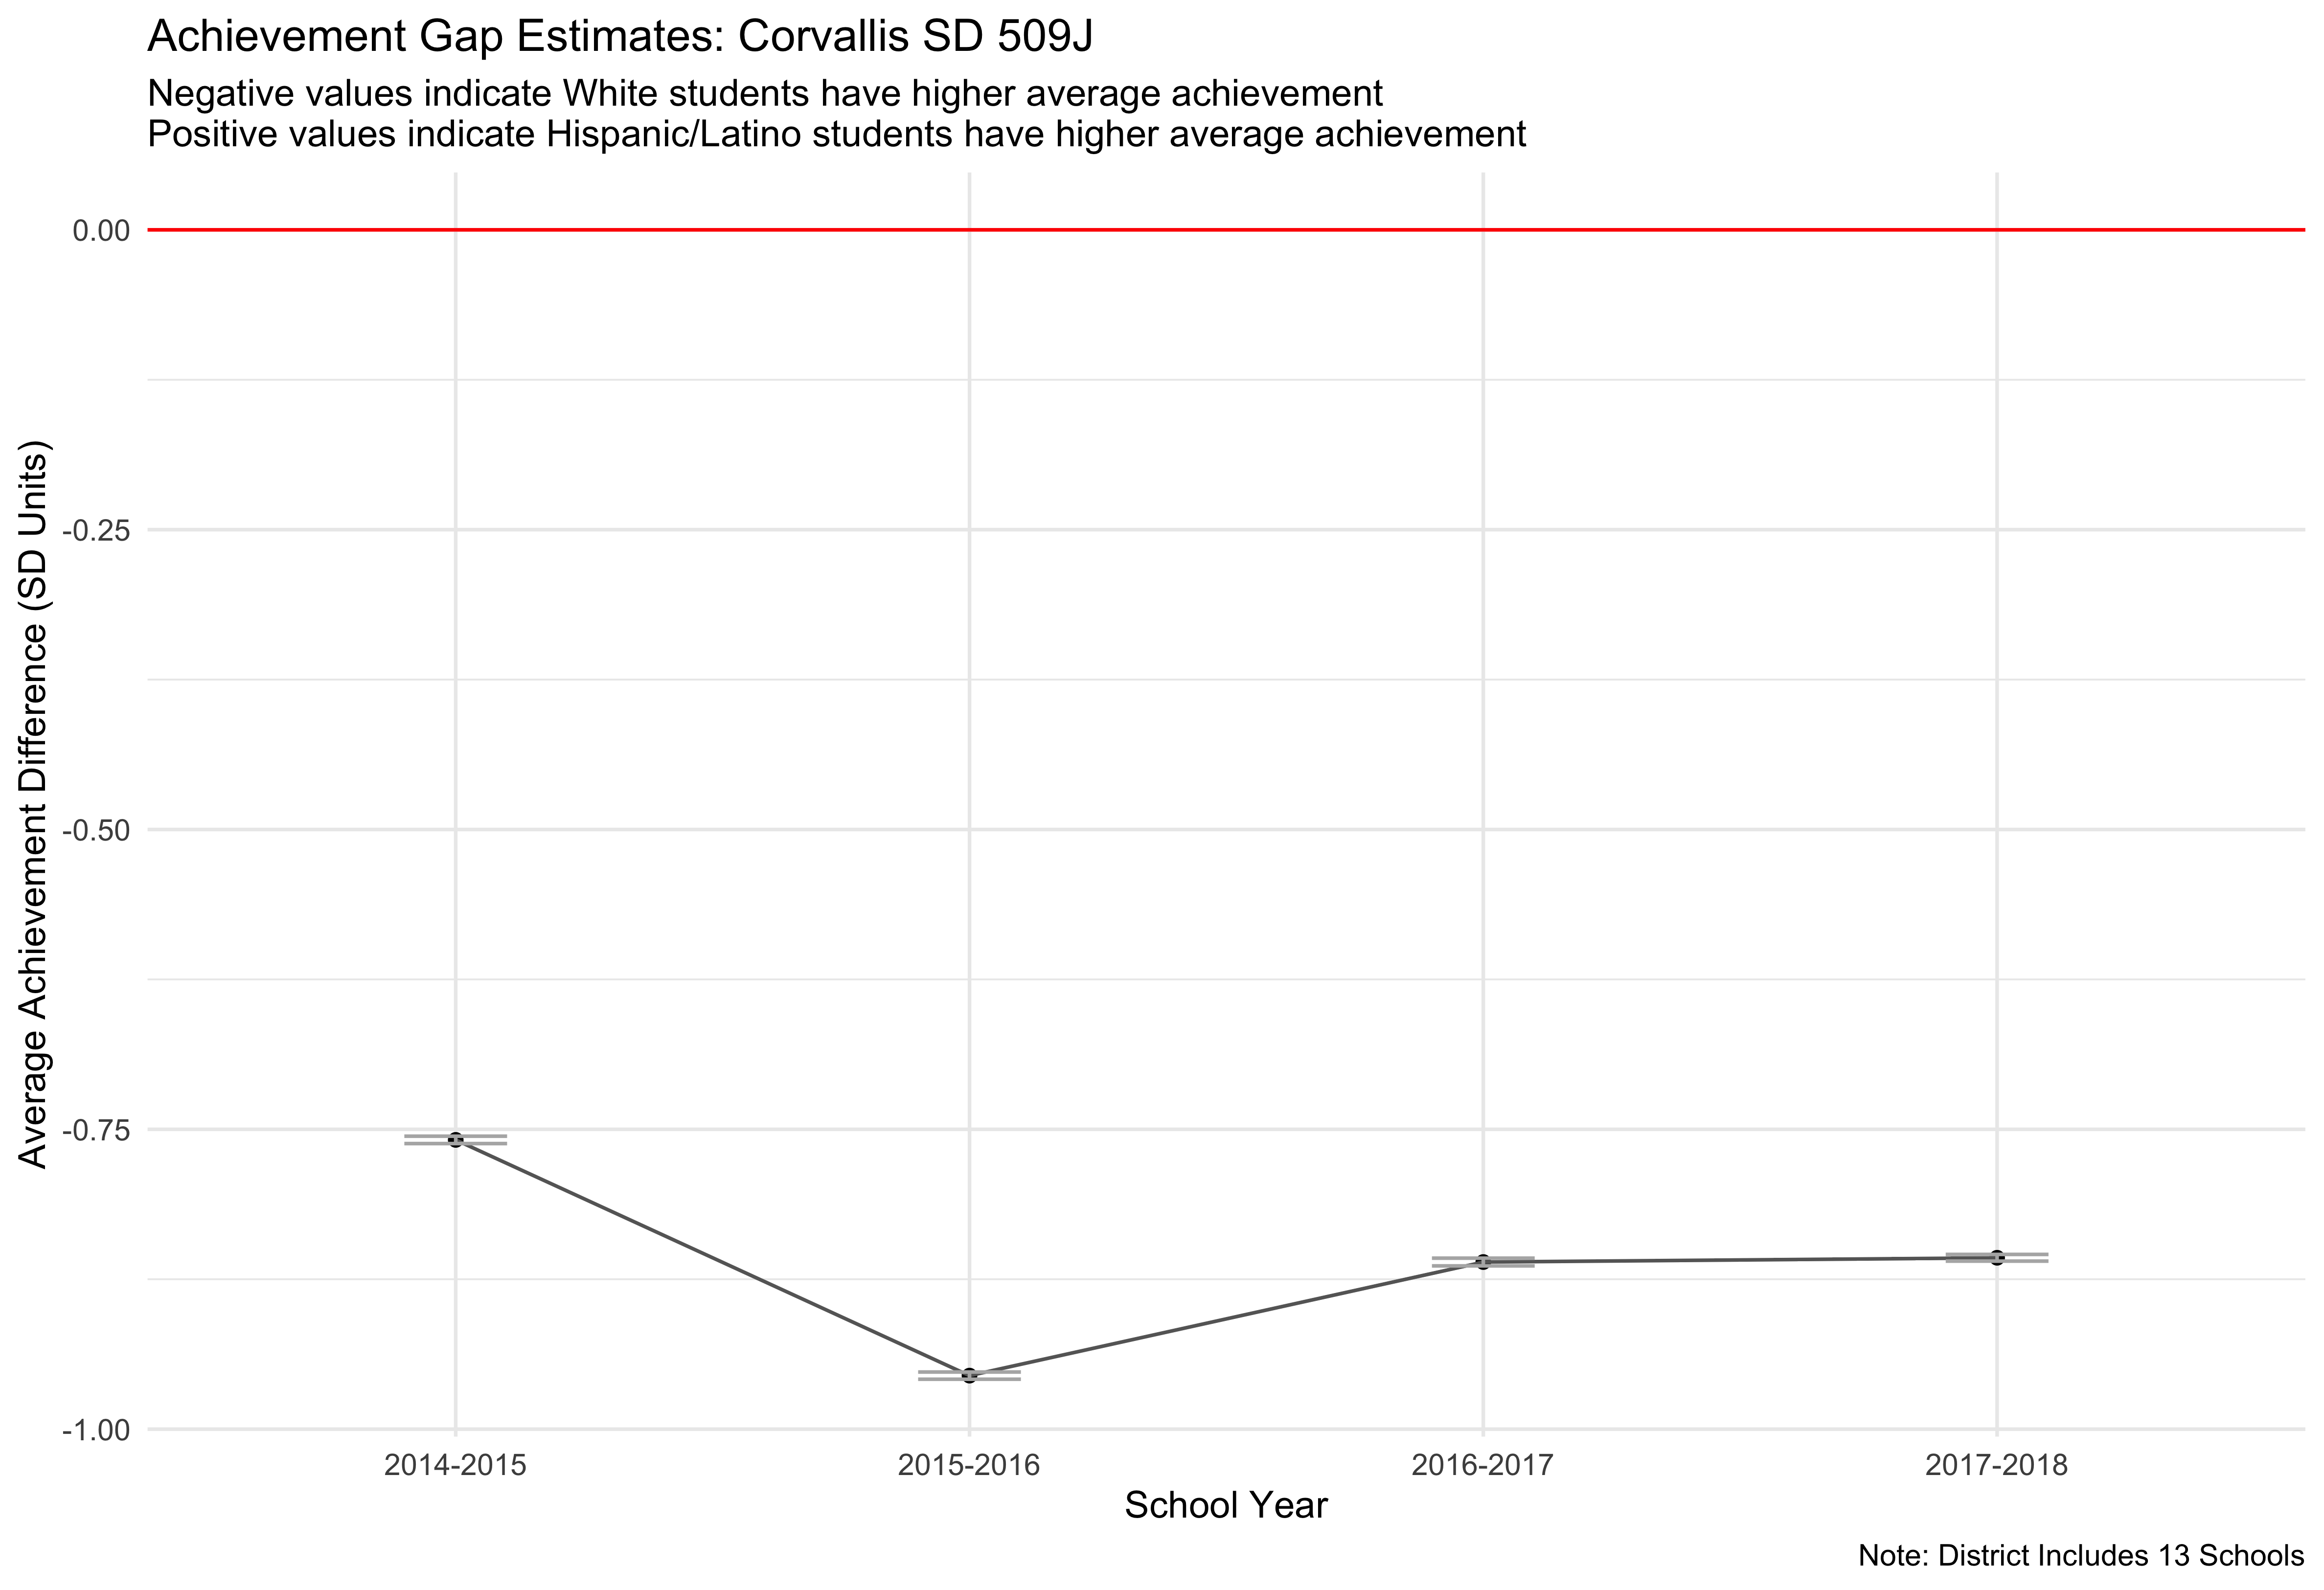 Achievement Gap Estimates: Corvallis SD 509J
Negative values indicate White students have higher average achievement
Positive values indicate Hispanic/Latino students have higher average achievement
Average Achievement Difference (SD Units)
0.00
-0.25
-0.50
-0.75
-1.00
2014-2015
2015-2016
2016-2017
2017-2018
School Year
Note: District Includes 13 Schools